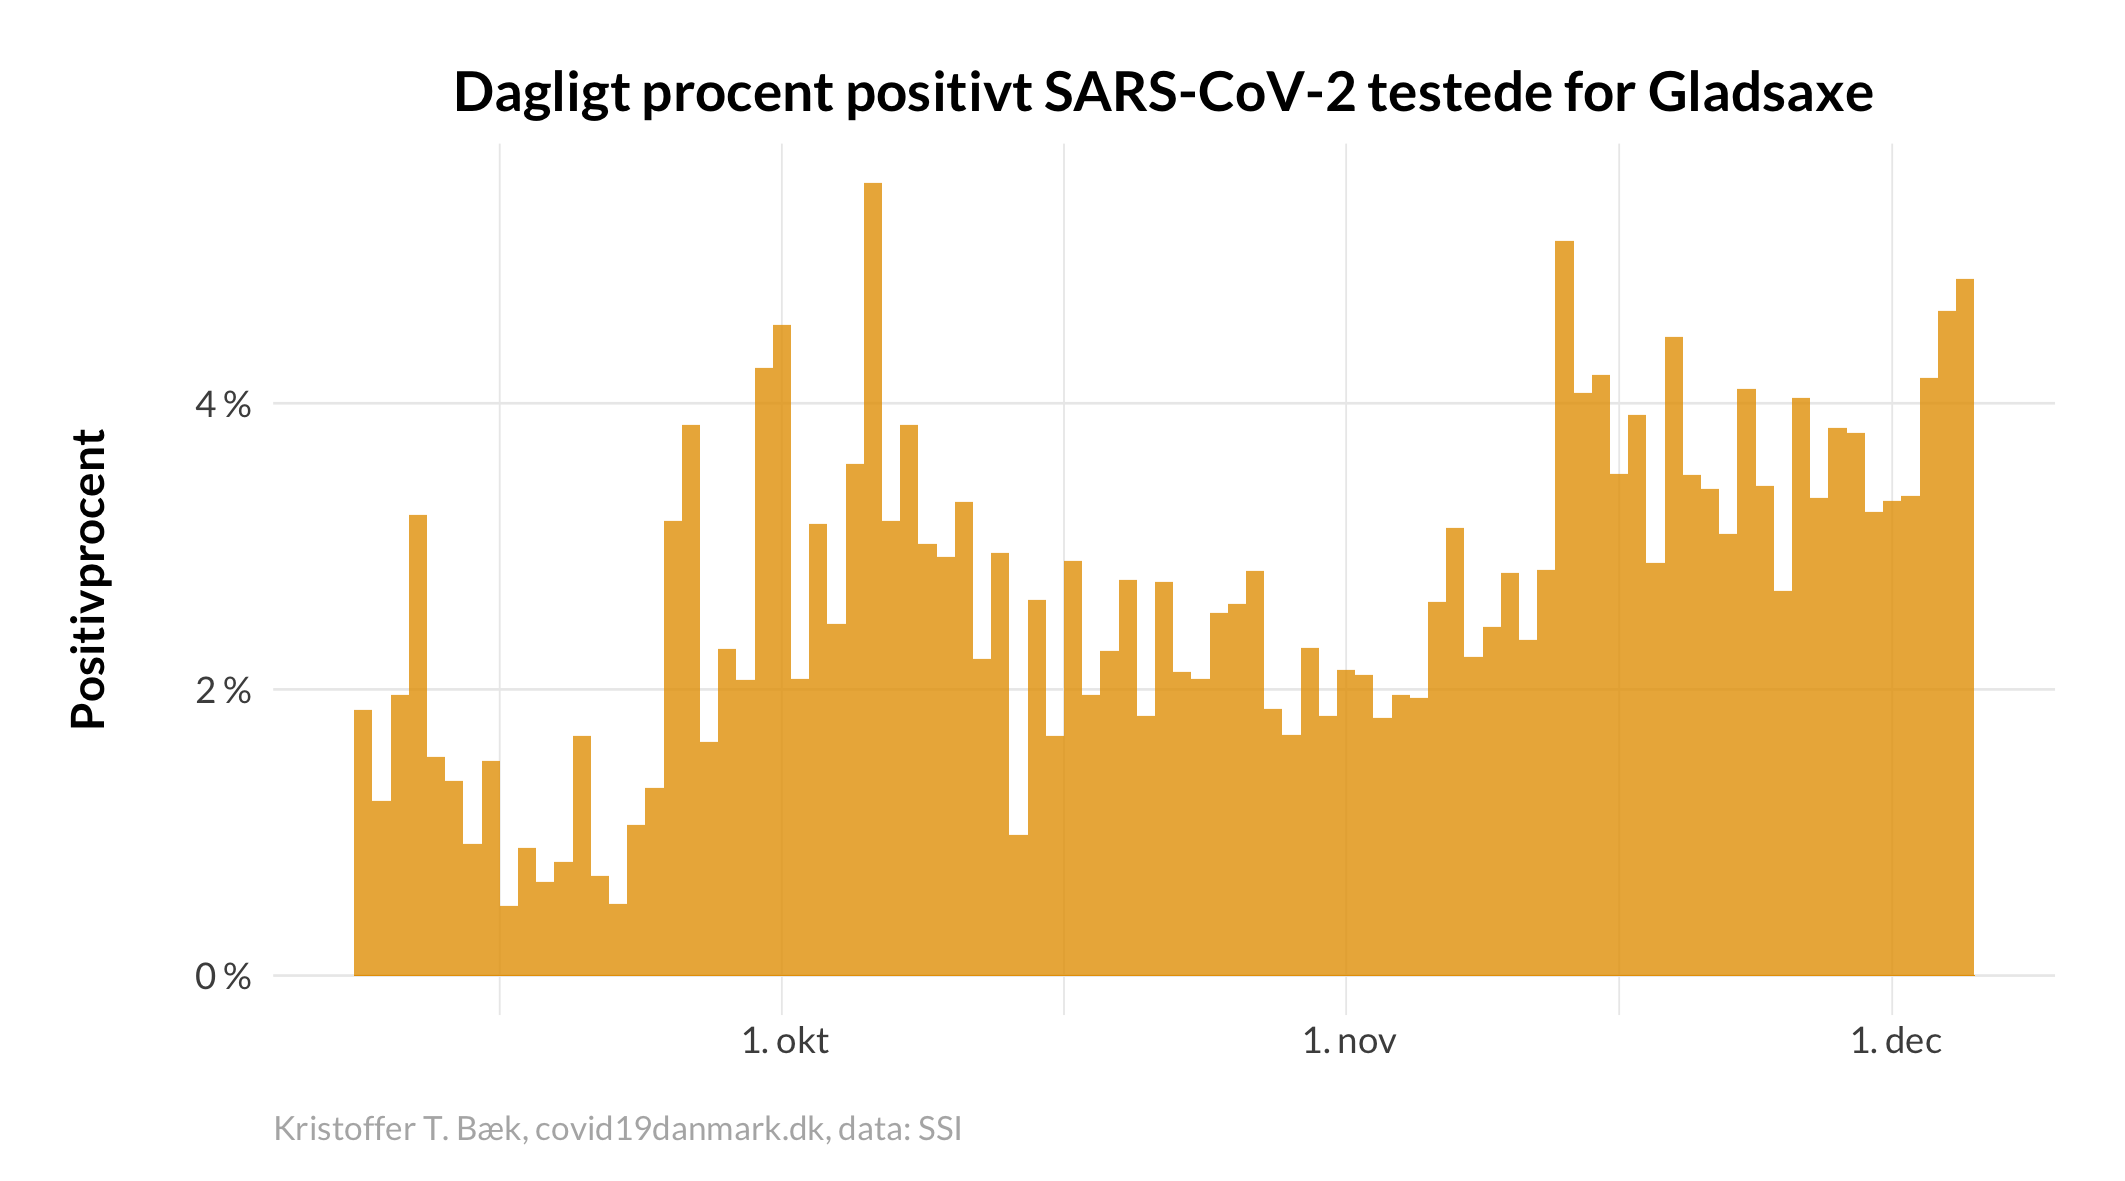 Dagligt procent positivt SARS-CoV-2 testede for Gladsaxe
Positivprocent
4 %
2 %
0 %
1. okt
1. nov
1. dec
Kristoffer T. Bæk, covid19danmark.dk, data: SSI